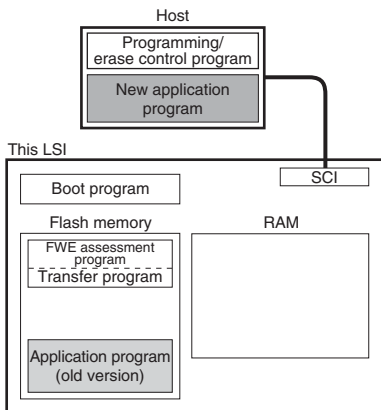 Host
Programming/
erase control program
New application
program
This LSI
SCI
Boot program
Flash memory
RAM
FWE assessment
program
Transfer program
Application program
(old version)